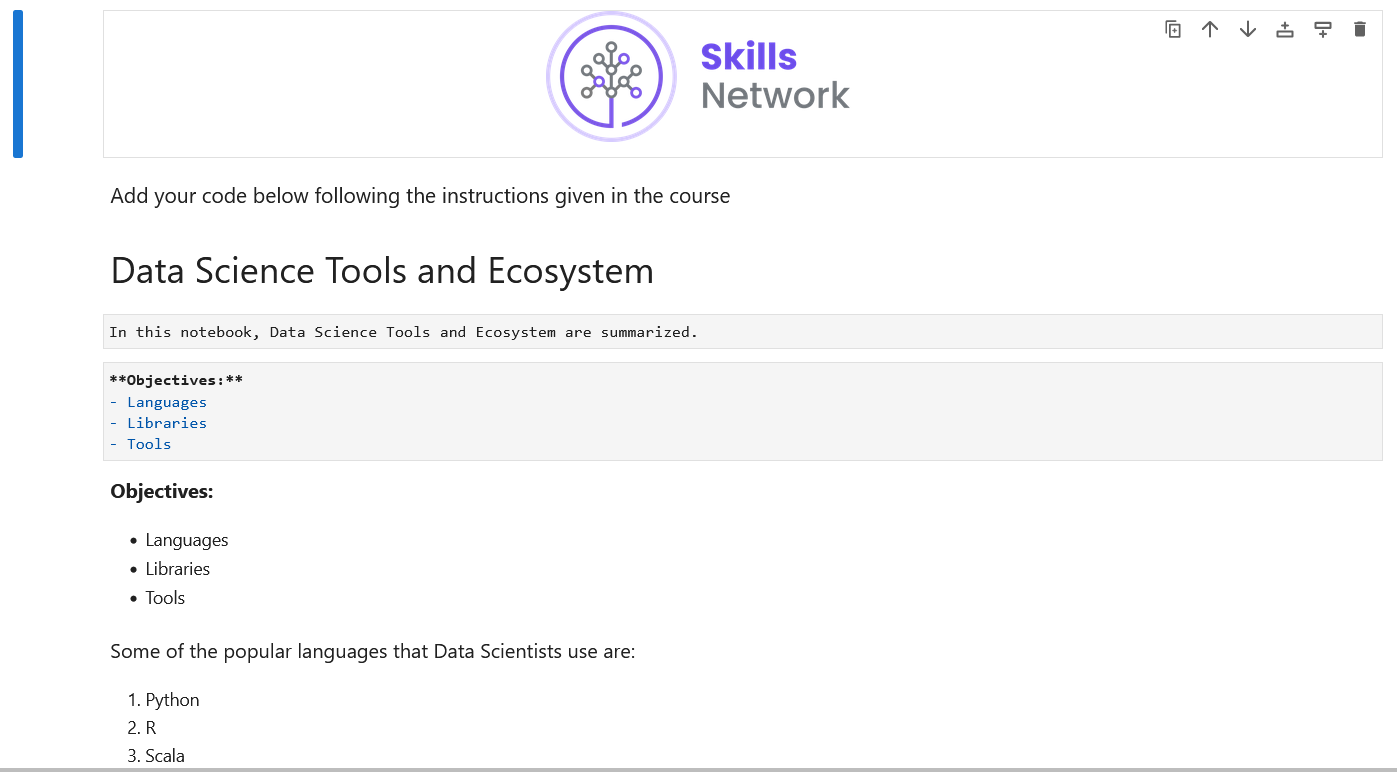 Skills
Network
Add your code below following the instructions given in the course
Data Science Tools and Ecosystem
In this notebook, Data Science Tools and Ecosystem are summarized.
**Objectives:**
- Languages
- Libraries
- Tools
Objectives:
• Languages
• Libraries
• Tools
Some of the popular languages that Data Scientists use are:
1. Python
2. R
3. Scala